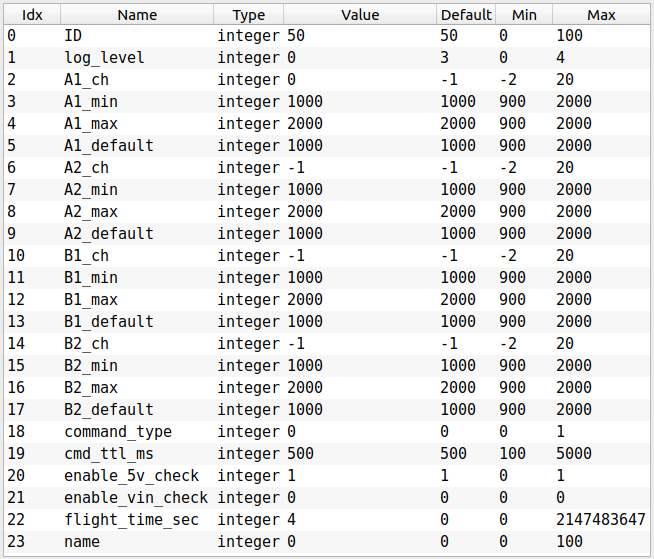 Idx Name Type Value Default Min Max
0 ID integer 50 50 0 100
1 log_level integer 0 3 0 4
2 A1_ch integer 0 -1 -2 20
3 A1_min integer 1000 1000 900 2000
4 A1_max integer 2000 2000 900 2000
5 A1_default integer 1000 1000 900 2000
6 A2_ch integer -1 -1 -2 20
7 A2_min integer 1000 1000 900 2000
8 A2_max integer 2000 2000 900 2000
9 A2_default integer 1000 1000 900 2000
10 B1_ch integer -1 -1 -2 20
11 B1_min integer 1000 1000 900 2000
12 B1_max integer 2000 2000 900 2000
13 B1_default integer 1000 1000 900 2000
14 B2_ch integer -1 -1 -2 20
15 B2_min integer 1000 1000 900 2000
16 B2_max integer 2000 2000 900 2000
17 B2_default integer 1000 1000 900 2000
18 command_type integer 0 0 0 1
19 cmd_ttl_ms integer 500 500 100 5000
20 enable_5v_check integer 1 1 0 1
21 enable_vin_check integer 0 0 0 0
22 flight_time_sec integer 4 0 0 2147483647
23 name integer 0 0 0 100